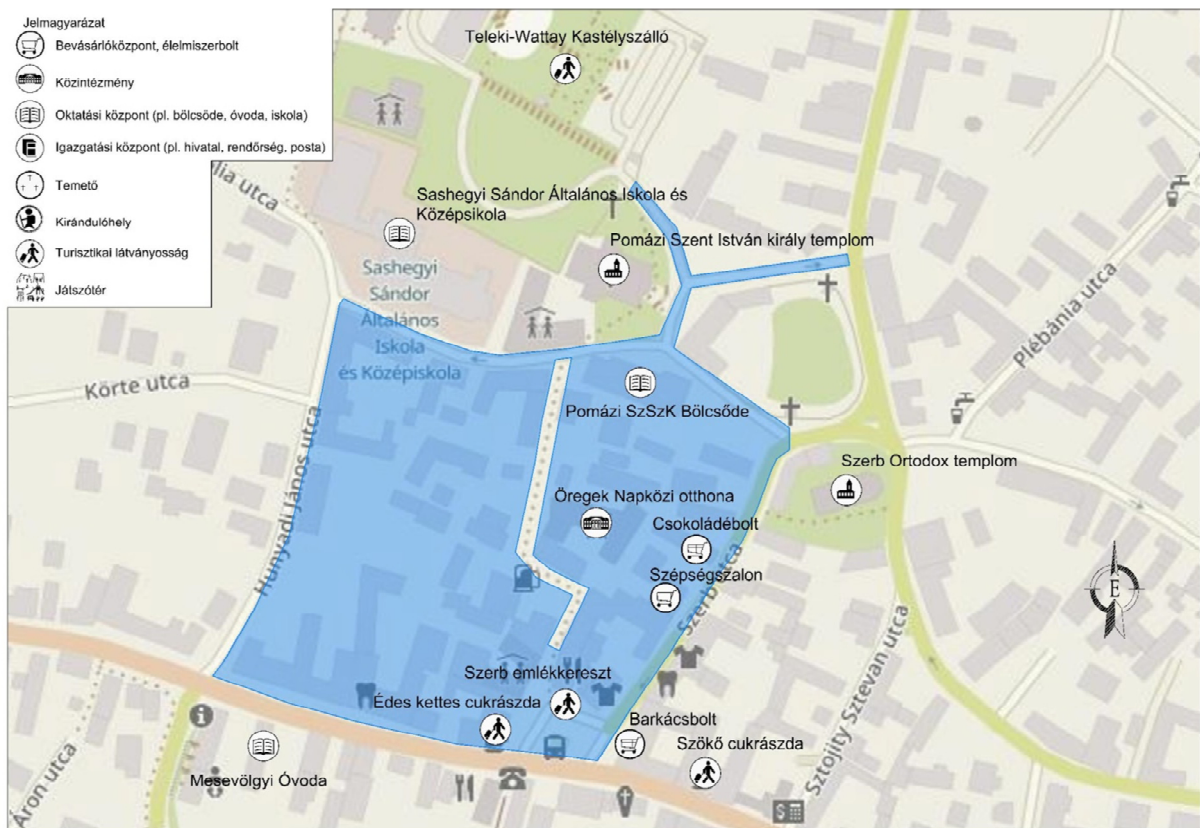 Jelmagyarázat
Bevásárlóközpont, élelmiszerbolt
Közintézmény
Oktatási központ (pl. bölcsőde, óvoda, iskola)
Igazgatási központ (pl. hivatal, rendőrség, posta)
Temető
Kirándulóhely
Turisztikai látványosság
Játszótér
Teleki-Wattay Kastélyszálló
utca
Sashegyi Sándor Általános Iskola és
Középsikola
Pomázi Szent István király templom
Sashegyi
Sándor
Általános
Iskola
és Középiskola
Plébánia utca
Körte utca
Pomázi SzSzK Bölcsőde
Hunyadi János utca
Szerb Ortodox templom
Öregek Napközi otthona
Csokoládébolt
Szépségszalon
Szerb utca
E
Szerb emlékkereszt
Édes kettes cukrászda
Barkácsbolt
Szökő cukrászda
Sztojity Sztevan utca
Mesevölgyi Óvoda
Áron utca